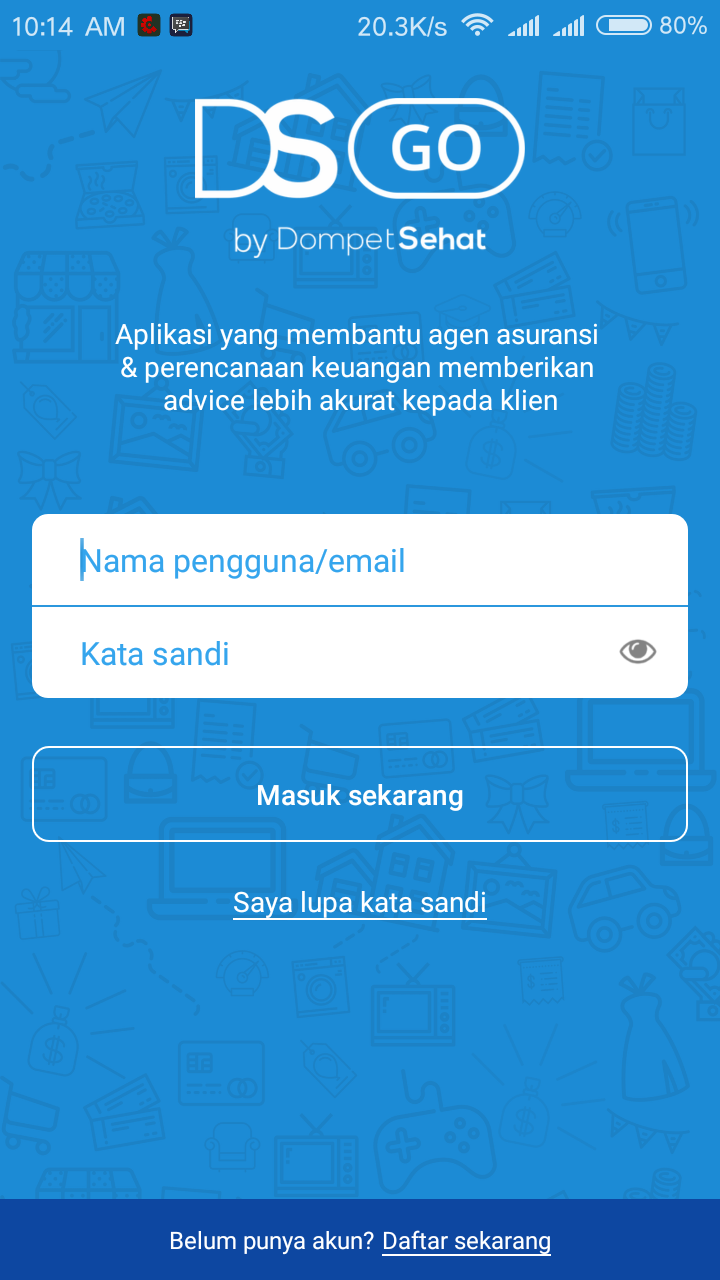 10:14 AM 20.3K/s 80%
DS GO
by DompetSehat
Aplikasi yang membantu agen asuransi
& perencanaan keuangan memberikan
advice lebih akurat kepada klien
Nama pengguna/email
Kata sandi
Masuk sekarang
Saya lupa kata sandi
Belum punya akun? Daftar sekarang